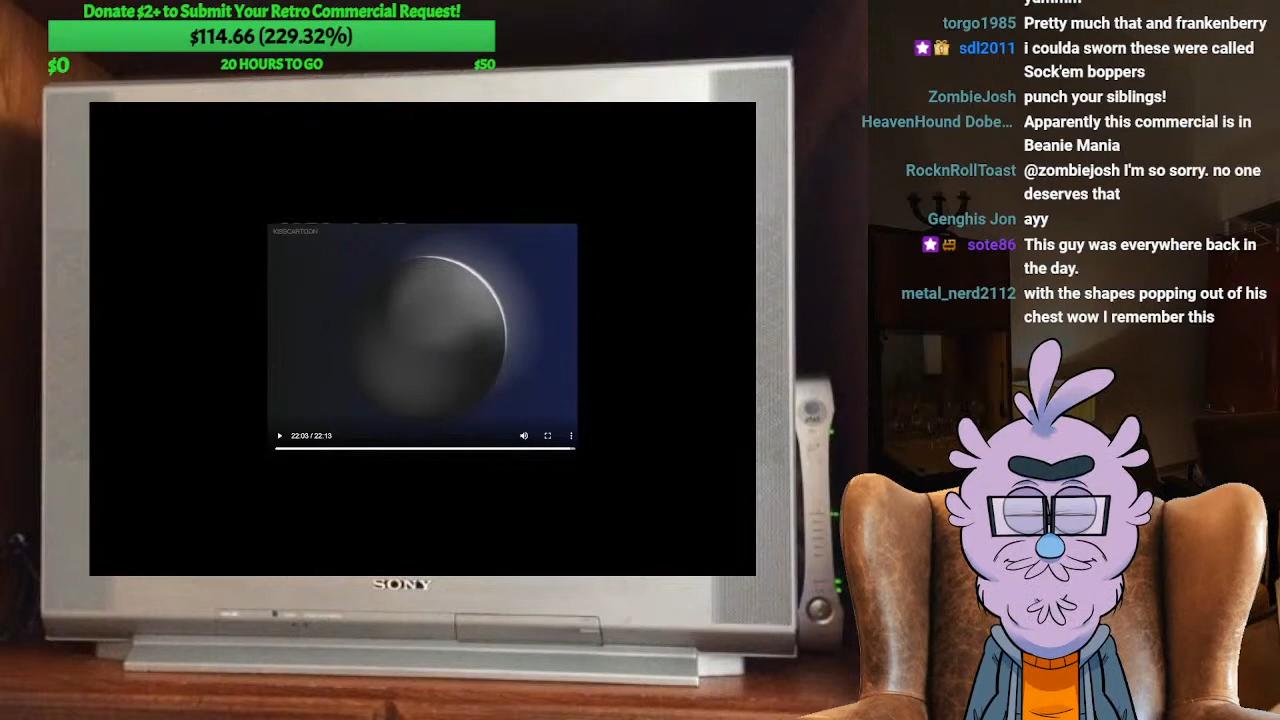 Donate $2+ to Submit Your Retro Commercial Request!
$114.66 (229.32%)
$0
20 HOURS TO GO
$50
KISSCARTOON
22:03 / 22:13
SONY
torgo1985 Pretty much that and frankenberry
sdl2011 i coulda sworn these were called
Sock'em boppers
ZombieJosh punch your siblings!
HeavenHound Dobe... Apparently this commercial is in
Beanie Mania
RocknRollToast @zombiejosh I'm so sorry. no one
deserves that
Genghis Jon ayy
sote86 This guy was everywhere back in
the day.
metal_nerd2112 with the shapes popping out of his
chest wow I remember this